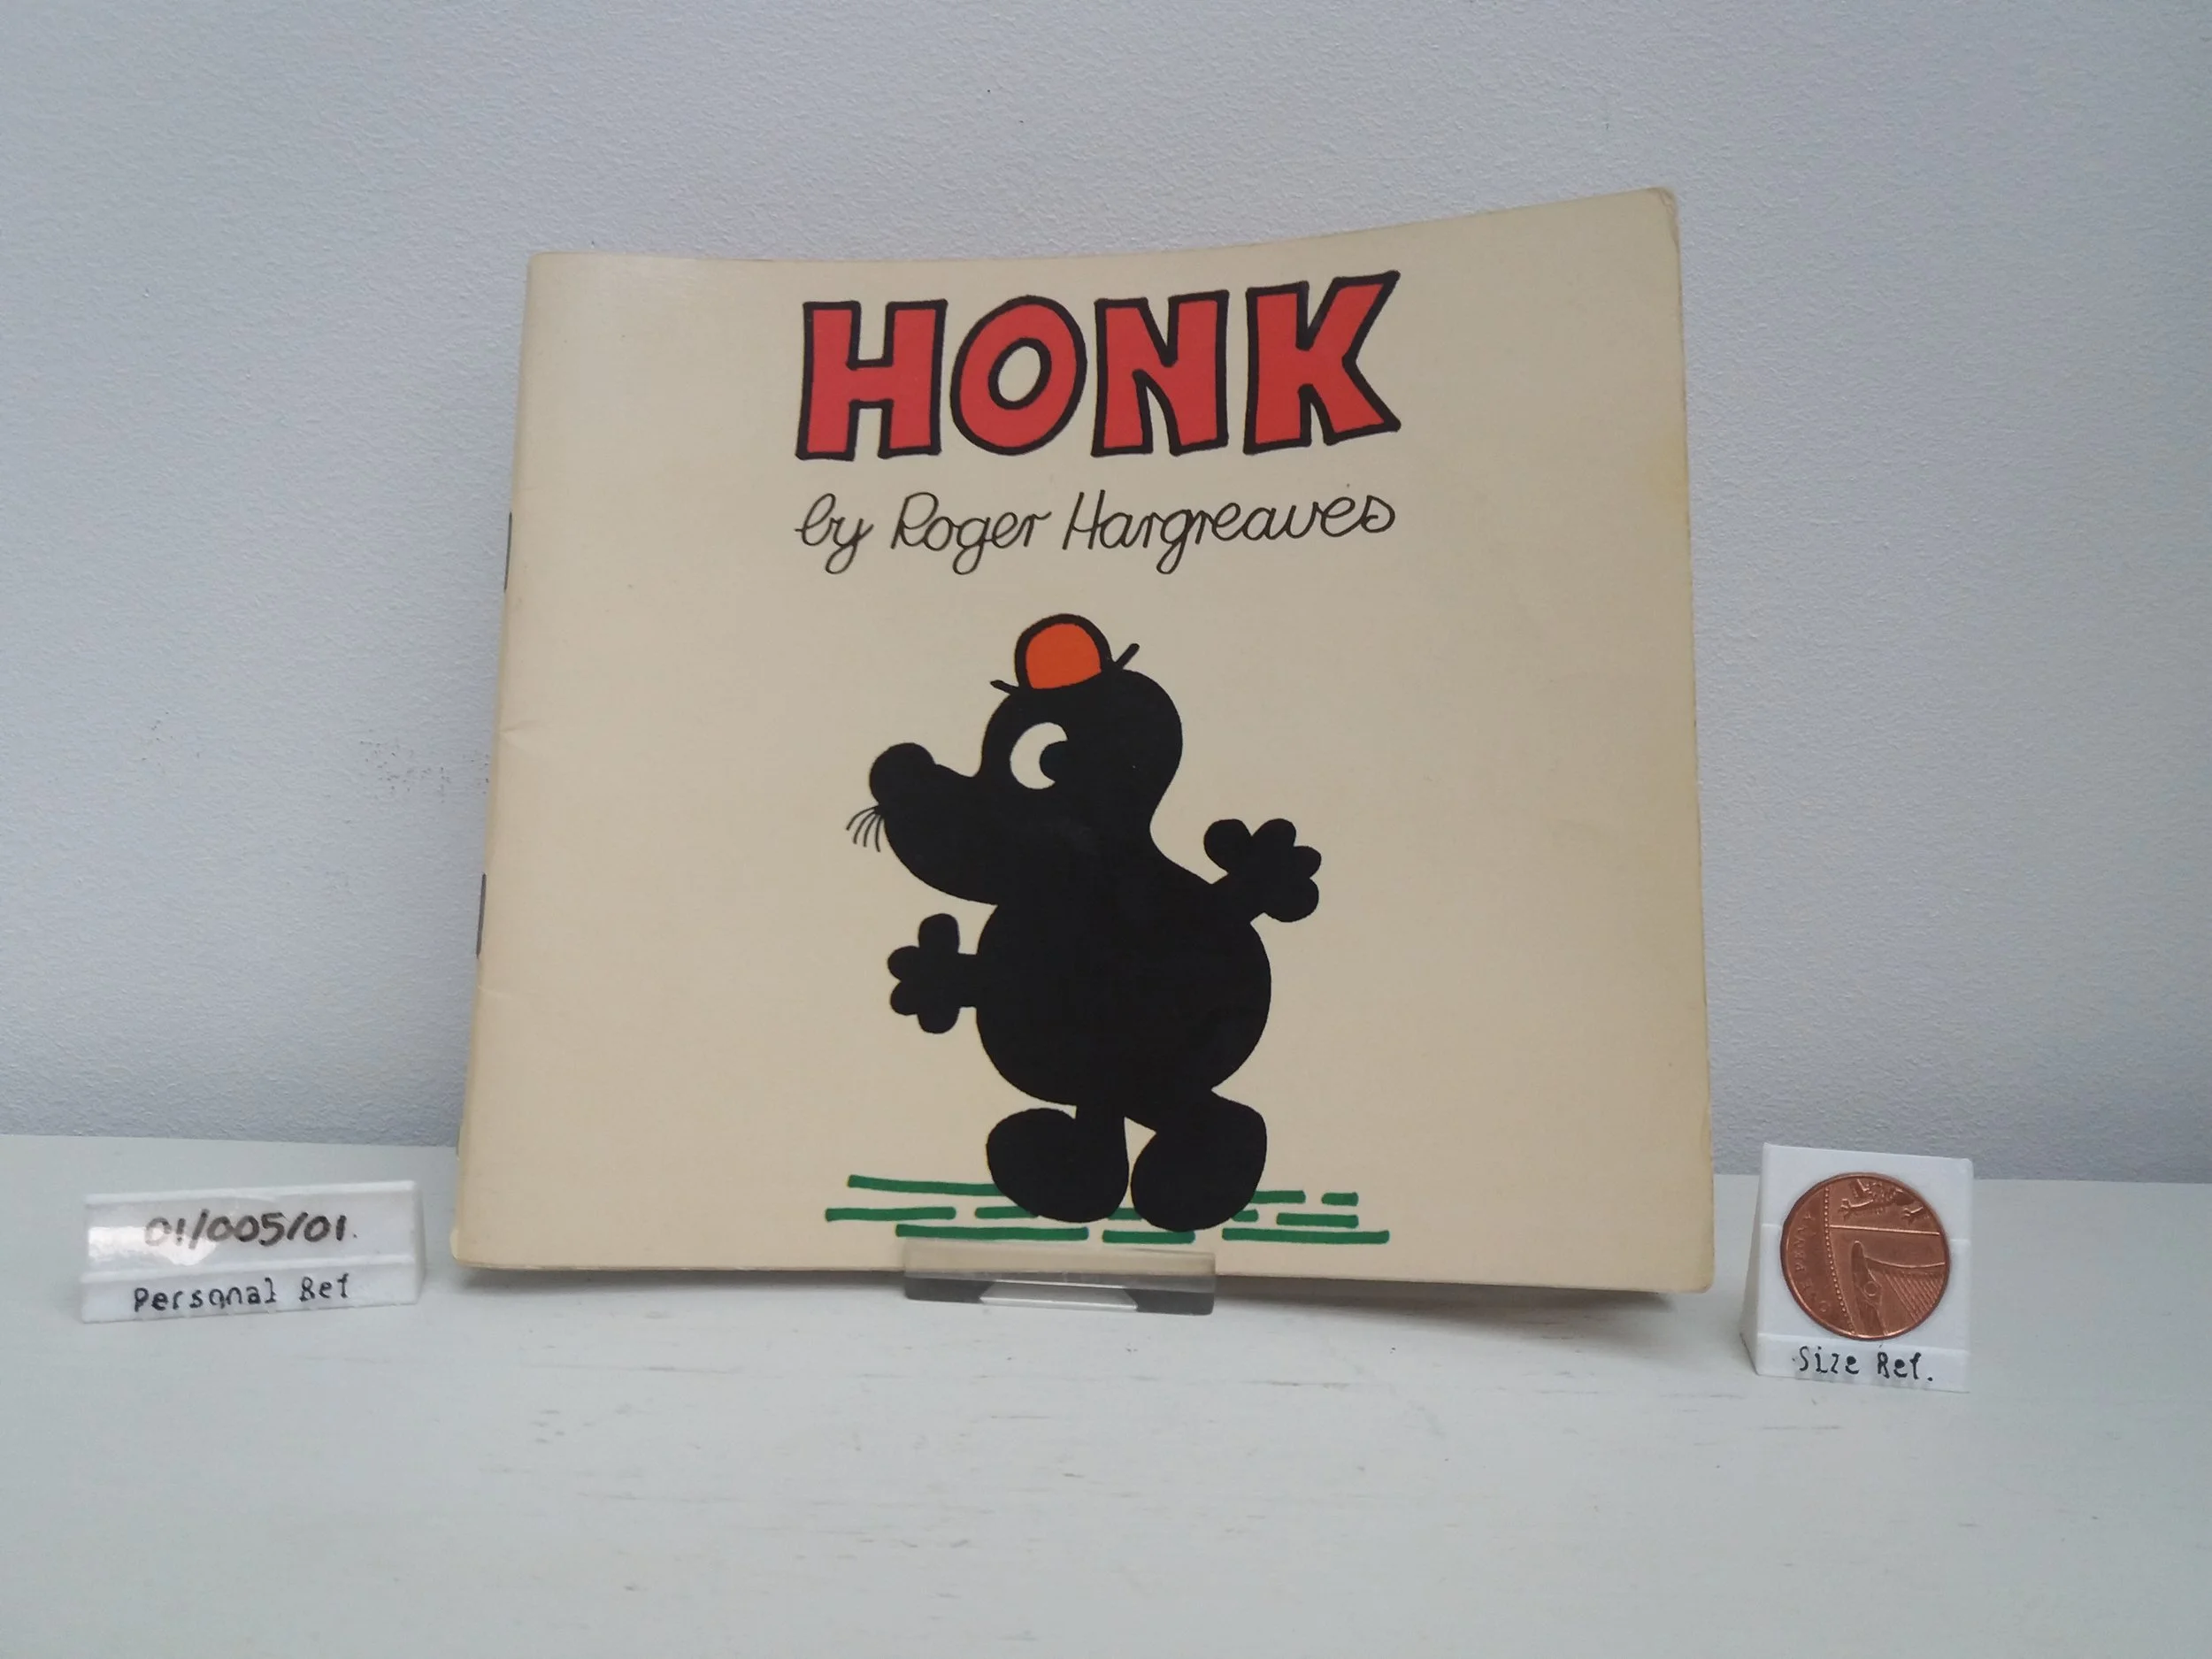 HONK
by Roger Hargreaves
01/005/01.
Personal Ref
Size Ref.